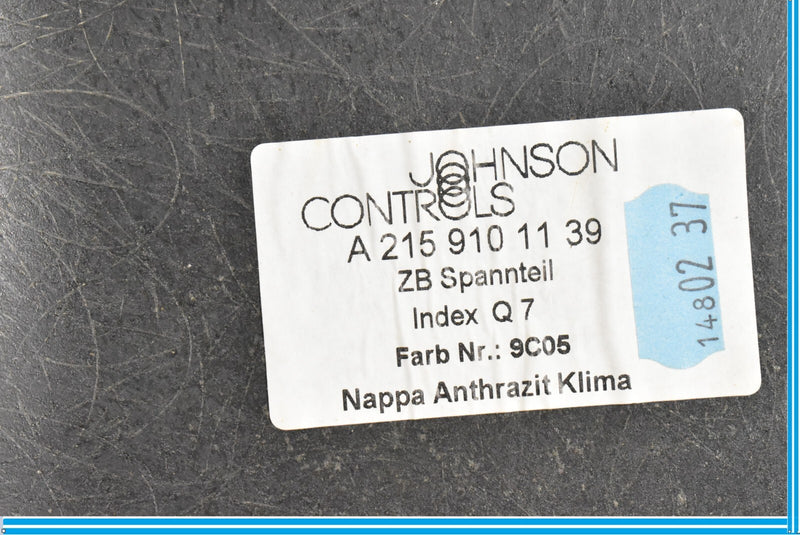 JOHNSON
CONTROLS
A 215 910 11 39
ZB Spannteil
Index Q 7
Farb Nr.: 9C05
Nappa Anthrazit Klima
14802 37